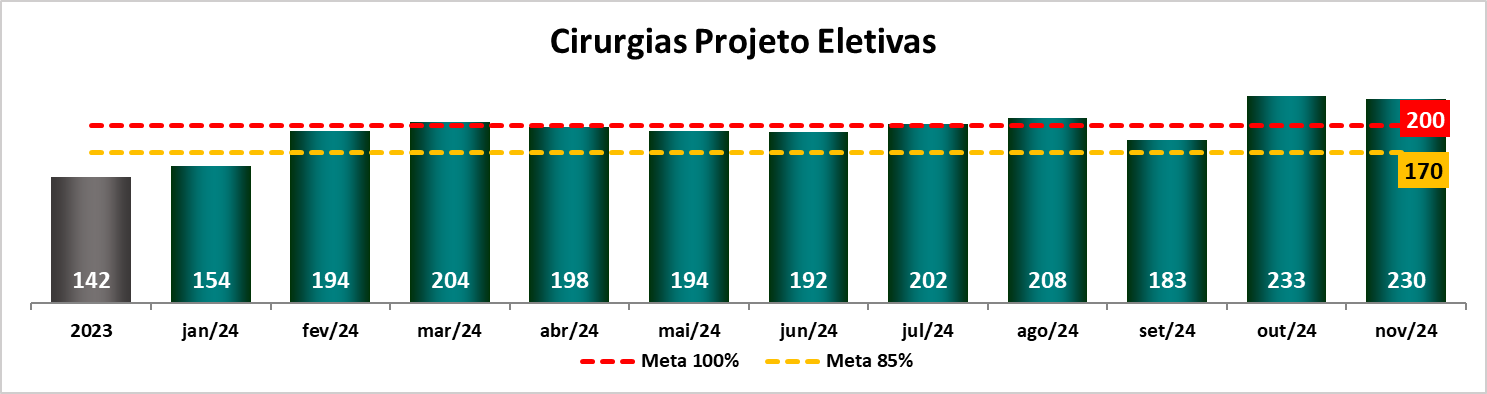 Cirurgias Projeto Eletivas
200
170
142 154 194 204 198 194 192 202 208 183 233 230
2023 jan/24 fev/24 mar/24 abr/24 mai/24 jun/24 jul/24 ago/24 set/24 out/24 nov/24
Meta 100% Meta 85%